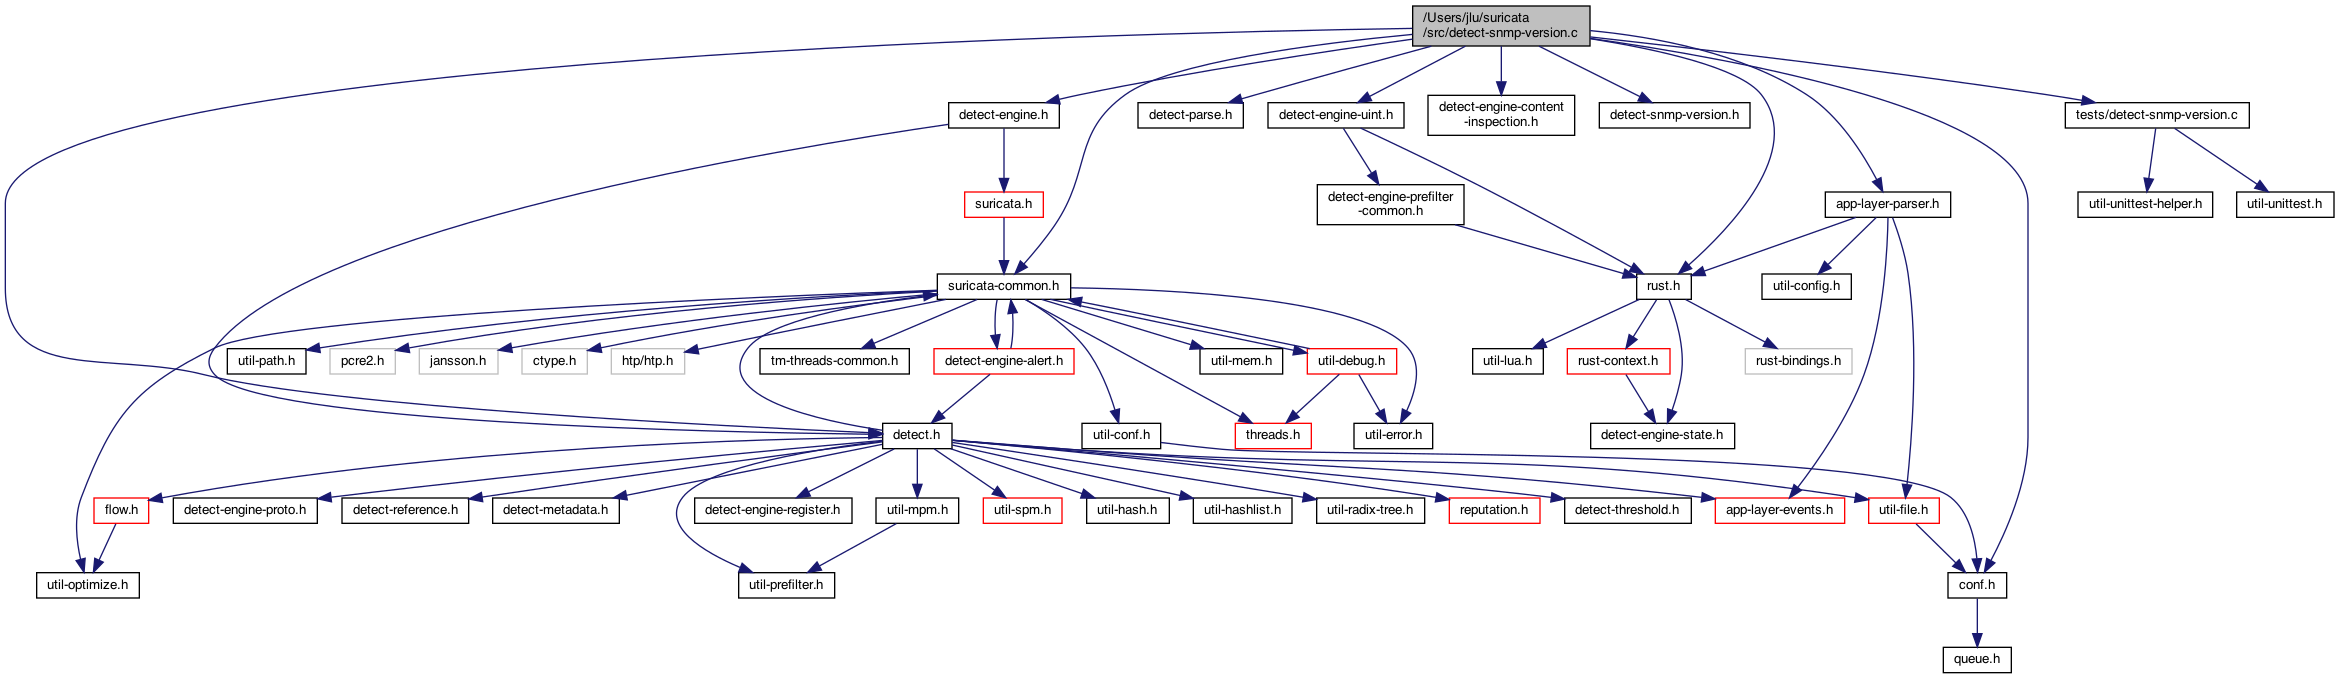 /Users/jlu/suricata
/src/detect-snmp-version.c
detect-engine.h
detect-parse.h
detect-engine-uint.h
detect-engine-content
-inspection.h
detect-snmp-version.h
tests/detect-snmp-version.c
suricata.h
detect-engine-prefilter
-common.h
app-layer-parser.h
util-unittest-helper.h
util-unittest.h
suricata-common.h
rust.h
util-config.h
util-path.h
pcre2.h
jansson.h
ctype.h
htp/htp.h
tm-threads-common.h
detect-engine-alert.h
util-mem.h
util-debug.h
util-lua.h
rust-context.h
rust-bindings.h
detect.h
util-conf.h
threads.h
util-error.h
detect-engine-state.h
flow.h
detect-engine-proto.h
detect-reference.h
detect-metadata.h
detect-engine-register.h
util-mpm.h
util-spm.h
util-hash.h
util-hashlist.h
util-radix-tree.h
reputation.h
detect-threshold.h
app-layer-events.h
util-file.h
util-optimize.h
util-prefilter.h
conf.h
queue.h